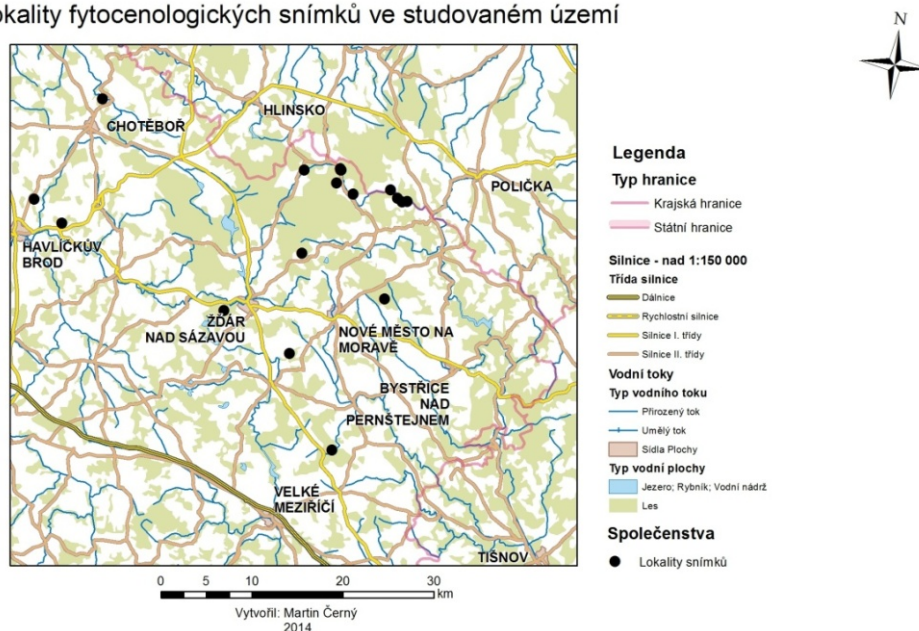 okality fytocenologických snímků ve studovaném území
N
CHOTĚBOŘ
HLINSKO
POLIČKA
HAVLÍČKŮV
BROD
ŽĎÁR
NAD SÁZAVOU
NOVÉ MĚSTO NA
MORAVĚ
BYSTŘICE
NAD
PERNŠTEJNEM
VELKÉ
MEZIŘÍČÍ
TIŠNOV
Legenda
Typ hranice
Krajská hranice
Státní hranice
Silnice - nad 1:150 000
Třída silnice
Dálnice
Rychlostní silnice
Silnice I. třídy
Silnice II. třídy
Vodní toky
Typ vodního toku
Přirozený tok
Umělý tok
Sídla Plochy
Typ vodní plochy
Jezero; Rybník; Vodní nádrž
Les
Společenstva
Lokality snímků
0 5 10 20 30
km
Vytvořil: Martin Černý
2014